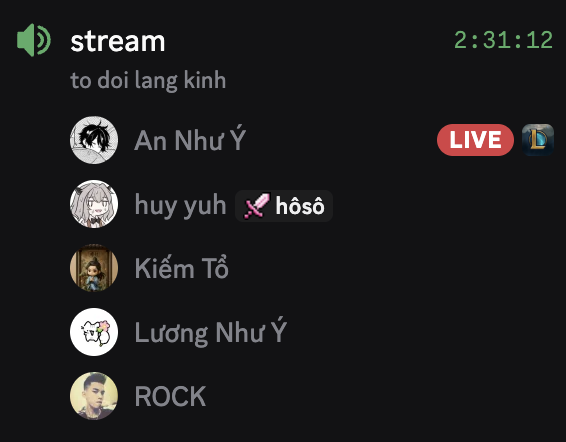 stream 2:31:12
to doi lang kinh
An Như Ý LIVE
huy yuh hôsô
Kiếm Tổ
Lương Như Ý
ROCK